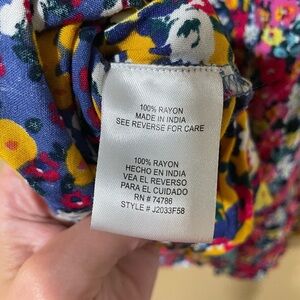 100% RAYON
MADE IN INDIA
SEE REVERSE FOR CARE
100% RAYON
HECHO EN INDIA
VEA EL REVERSO
PARA EL CUIDADO
RN # 74788
STYLE # J2033F58